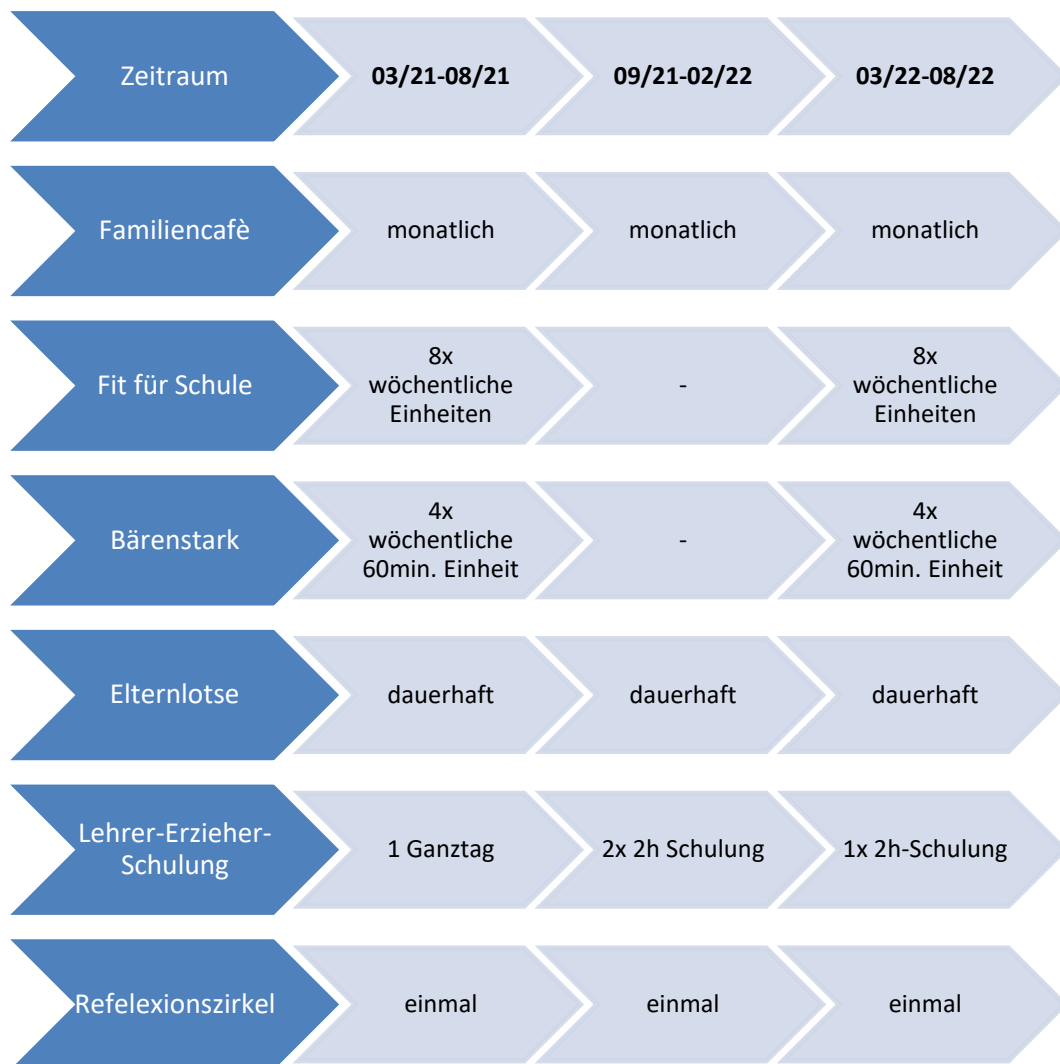 Zeitraum
03/21-08/21
09/21-02/22
03/22-08/22
Familiencafè
monatlich
monatlich
monatlich
Fit für Schule
8x
wöchentliche
Einheiten
-
8x
wöchentliche
Einheiten
Bärenstark
4x
wöchentliche
60min. Einheit
-
4x
wöchentliche
60min. Einheit
Elternlotse
dauerhaft
dauerhaft
dauerhaft
Lehrer-Erzieher-
Schulung
1 Ganztag
2x 2h Schulung
1x 2h-Schulung
Refelexionszirkel
einmal
einmal
einmal